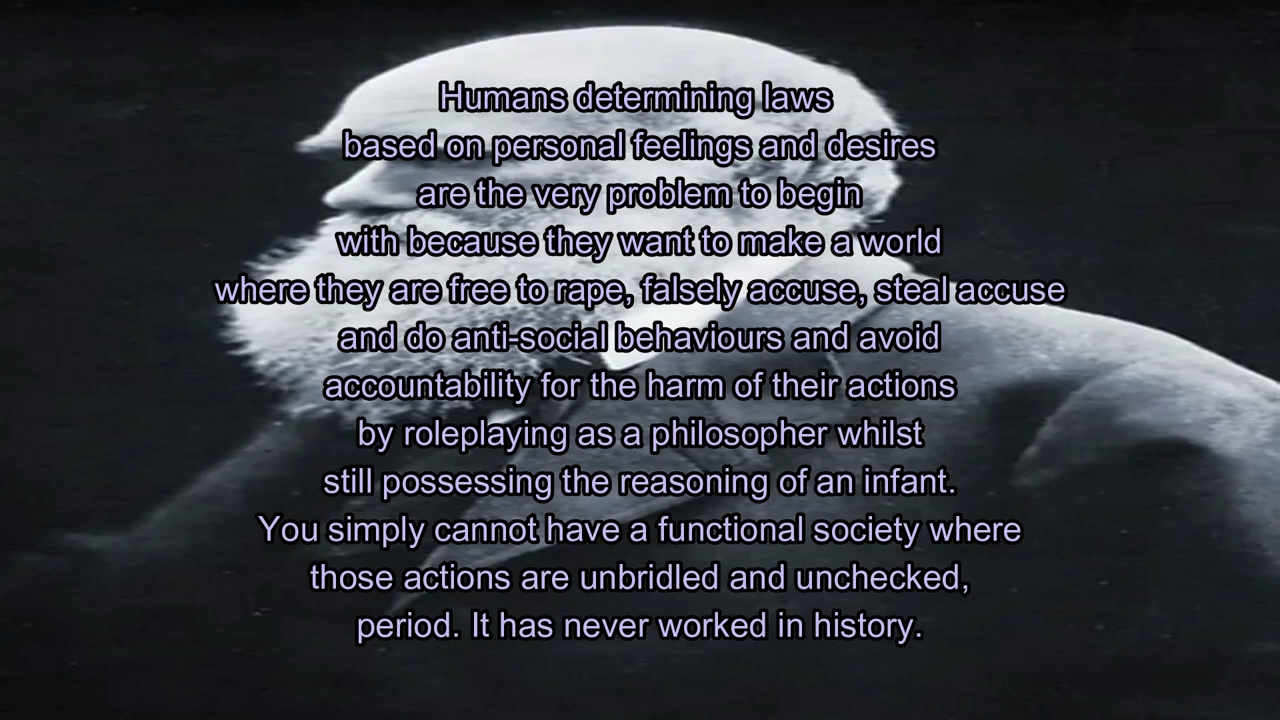 Humans determining laws
based on personal feelings and desires
are the very problem to begin
with because they want to make a world
where they are free to rape, falsely accuse, steal accuse
and do anti-social behaviours and avoid
accountability for the harm of their actions
by roleplaying as a philosopher whilst
still possessing the reasoning of an infant.
You simply cannot have a functional society where
those actions are unbridled and unchecked,
period. It has never worked in history.